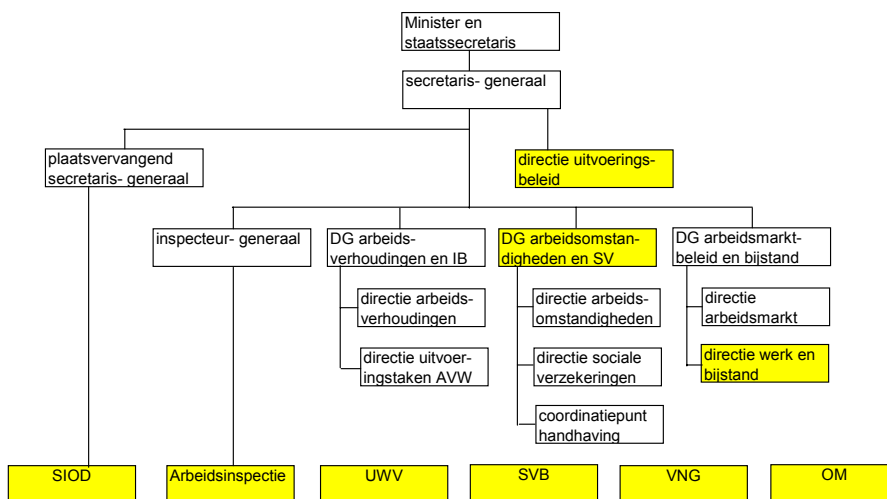 Minister en
staatssecretaris
secretaris- generaal
plaatsvervangend
secretaris- generaal
directie uitvoerings-
beleid
inspecteur- generaal
DG arbeids-
verhoudingen en IB
DG arbeidsomstan-
digheden en SV
DG arbeidsmarkt-
beleid en bijstand
directie arbeids-
verhoudingen
directie arbeids-
omstandigheden
directie
arbeidsmarkt
directie uitvoer-
ingstaken AVW
directie sociale
verzekeringen
directie werk en
bijstand
coordinatiepunt
handhaving
SIOD
Arbeidsinspectie
UWV
SVB
VNG
OM